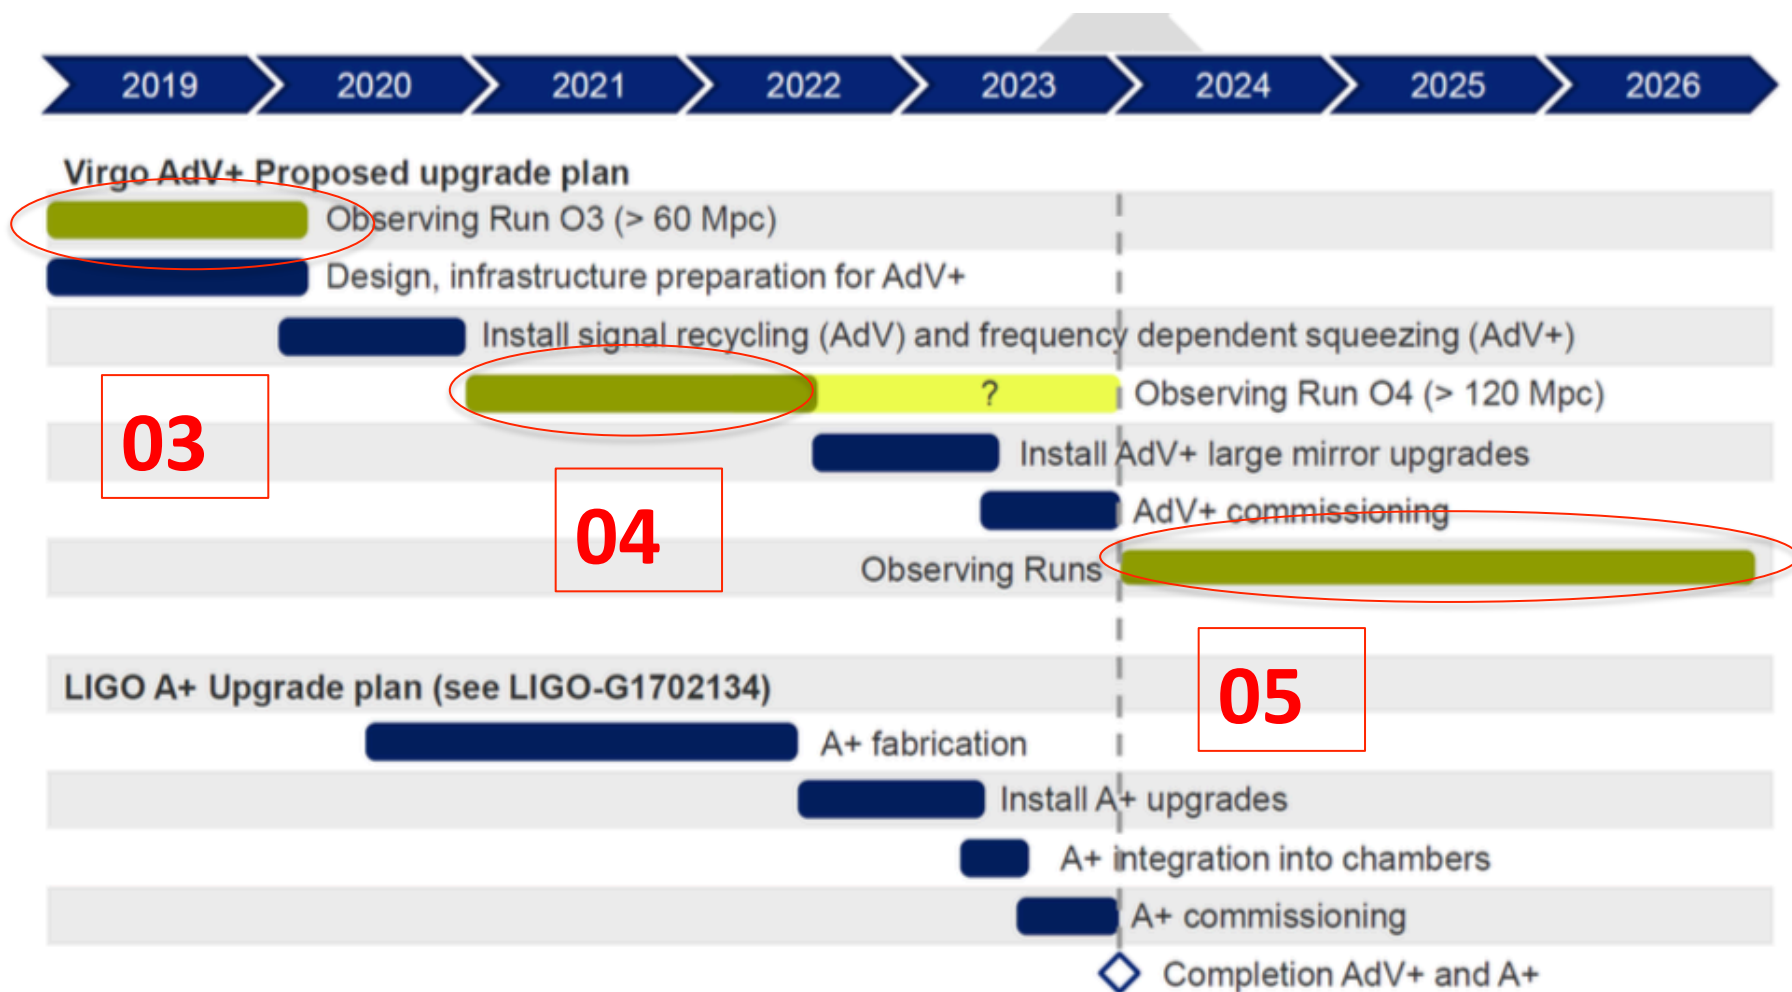 2019 2020 2021 2022 2023 2024 2025 2026
Virgo AdV+ Proposed upgrade plan
Observing Run O3 (> 60 Mpc)
Design, infrastructure preparation for AdV+
Install signal recycling (AdV) and frequency dependent squeezing (AdV+)
? Observing Run O4 (> 120 Mpc)
03
Install AdV+ large mirror upgrades
04
AdV+ commissioning
Observing Runs
05
LIGO A+ Upgrade plan (see LIGO-G1702134)
A+ fabrication
Install A+ upgrades
A+ integration into chambers
A+ commissioning
Completion AdV+ and A+